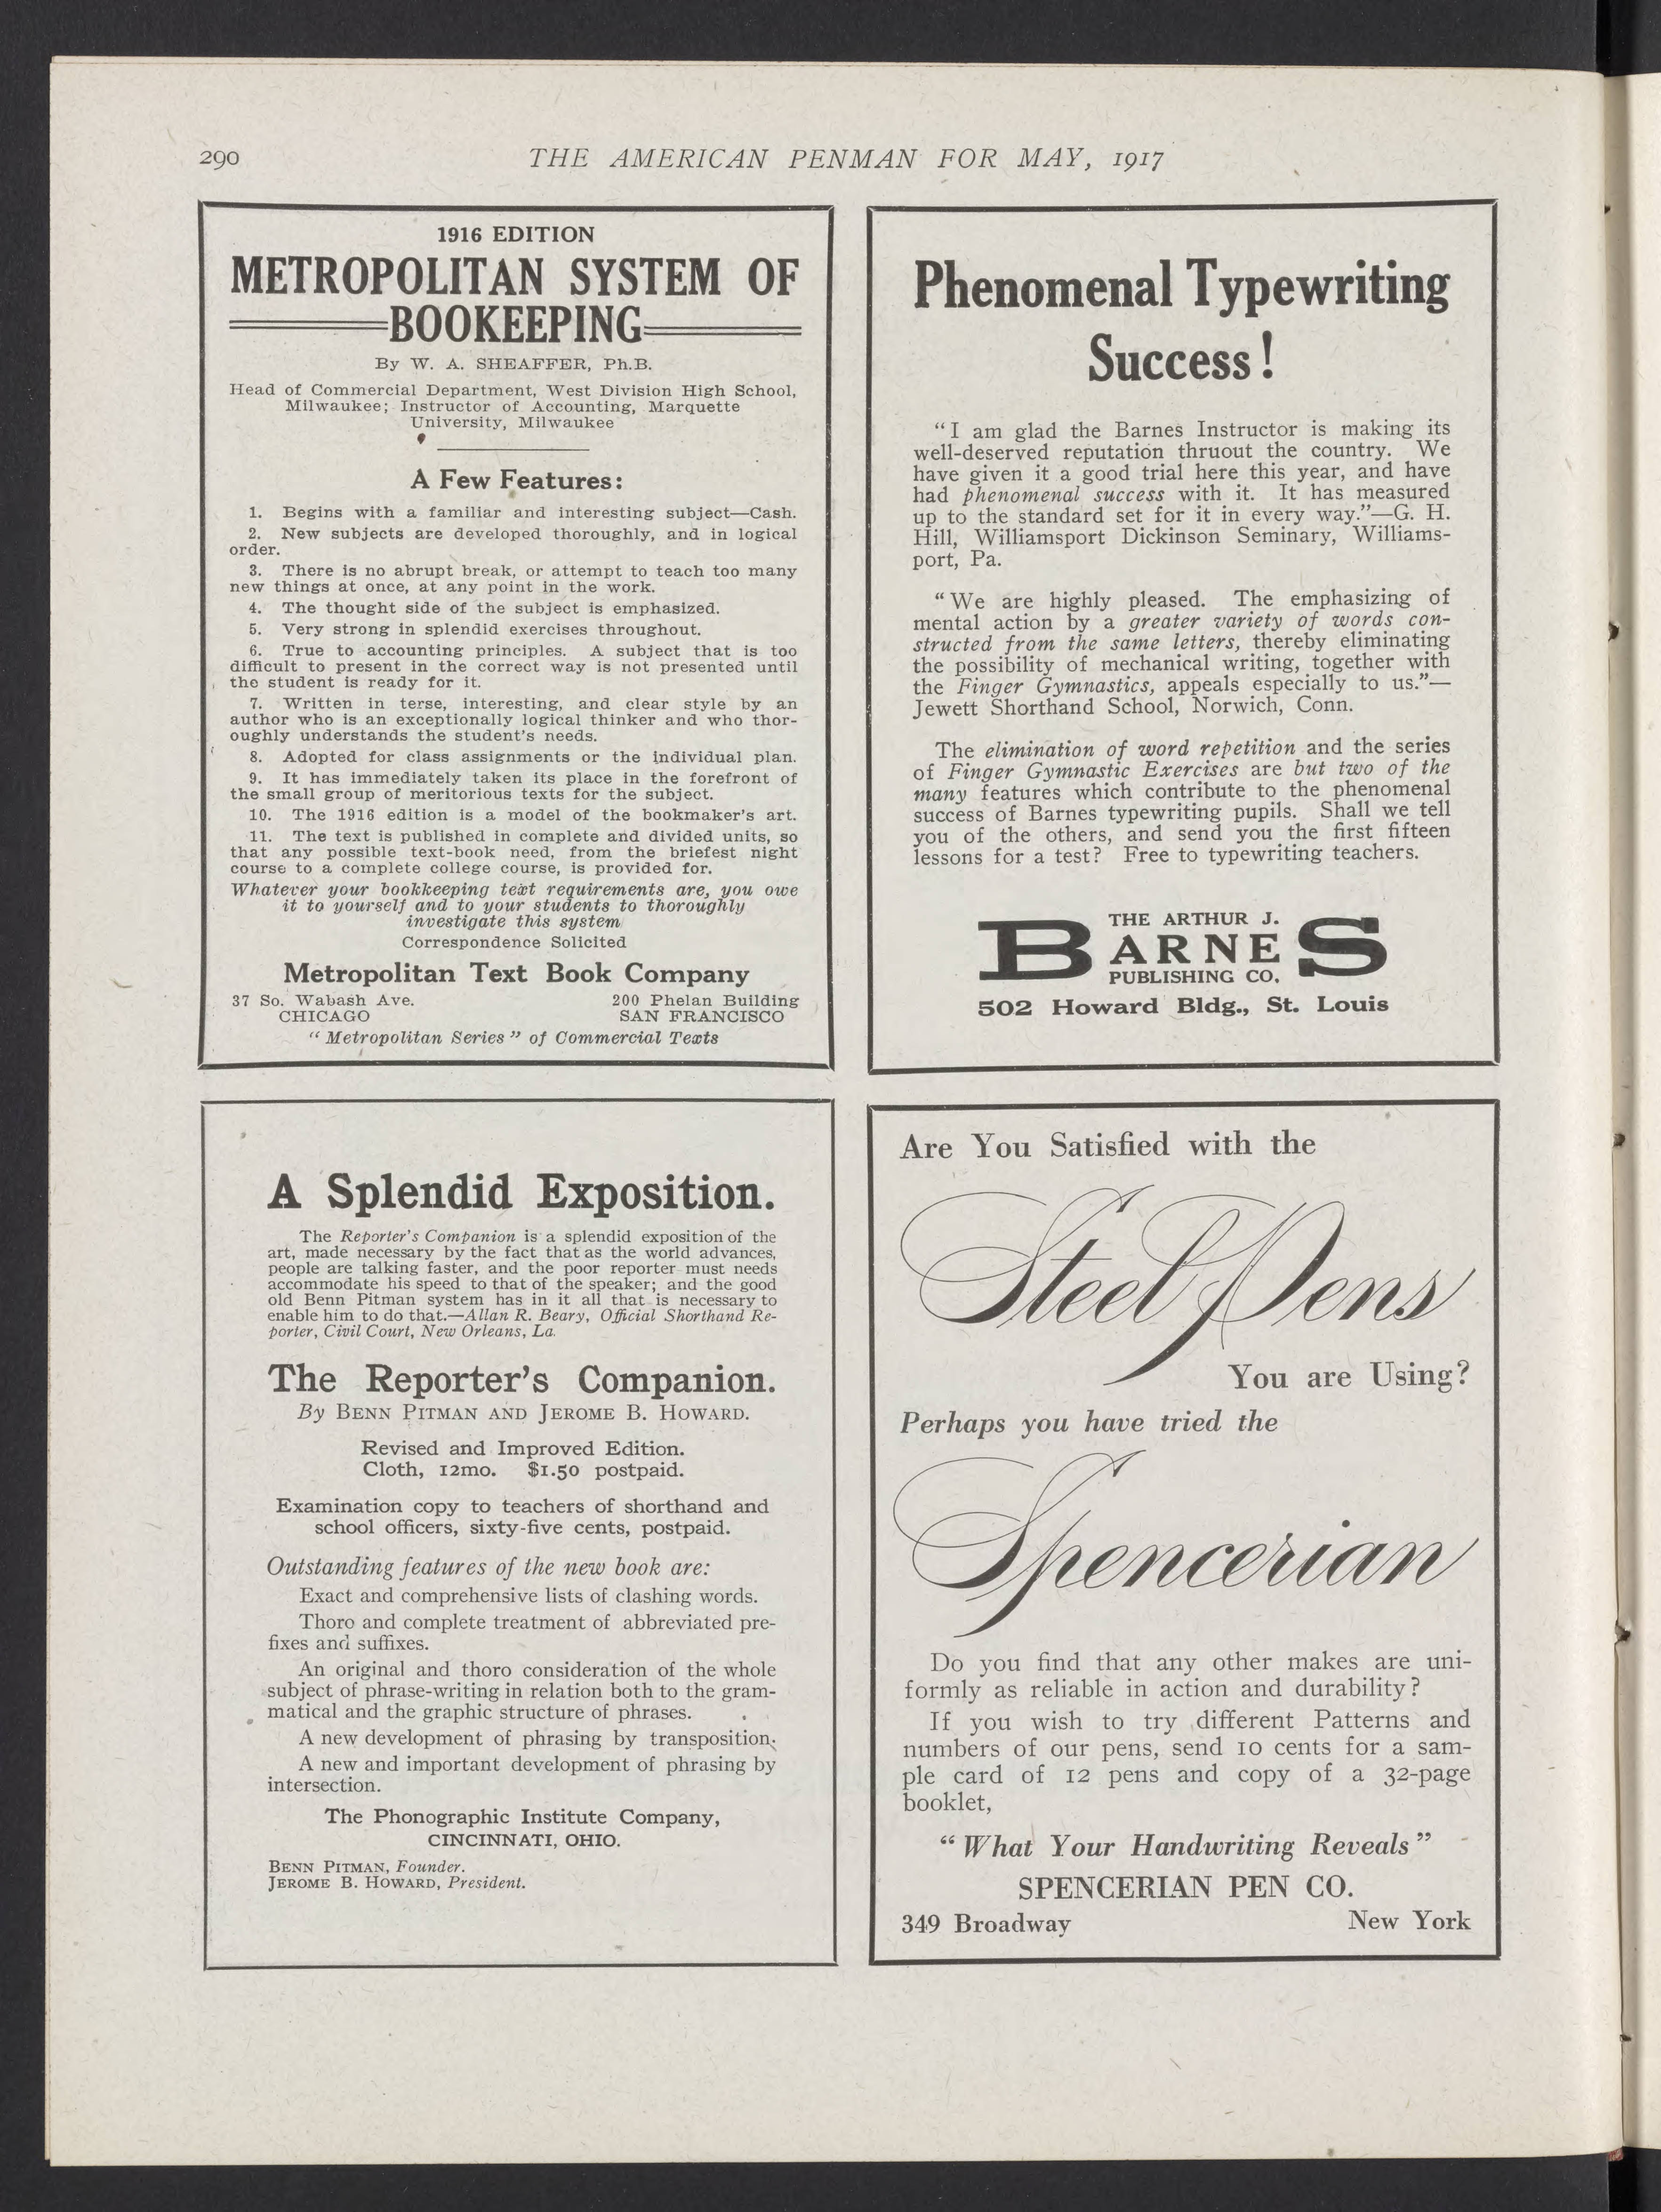 290
THE AMERICAN PENMAN FOR MAY, 1917
1916 EDITION
METROPOLITAN SYSTEM OF
BOOKEEPING
By W. A. SHEAFFER, Ph.B.
Head of Commercial Department, West Division High School,
Milwaukee; Instructor of Accounting, Marquette
University, Milwaukee
A Few Features:
1. Begins with a familiar and interesting subject—Cash.
2. New subjects are developed thoroughly, and in logical
order.
3. There is no abrupt break, or attempt to teach too many
new things at once, at any point in the work.
4. The thought side of the subject is emphasized.
5. Very strong in splendid exercises throughout.
6. True to accounting principles. A subject that is too
difficult to present in the correct way is not presented until
the student is ready for it.
7. Written in terse, interesting, and clear style by an
author who is an exceptionally logical thinker and who thor-
oughly understands the student's needs.
8. Adopted for class assignments or the individual plan.
9. It has immediately taken its place in the forefront of
the small group of meritorious texts for the subject.
10. The 1916 edition is a model of the bookmaker's art.
11. The text is published in complete and divided units, so
that any possible text-book need, from the briefest night
course to a complete college course, is provided for.
Whatever your bookkeeping text requirements are, you owe
it to yourself and to your students to thoroughly
investigate this system
Correspondence Solicited
Metropolitan Text Book Company
37 So. Wabash Ave. 200 Phelan Building
CHICAGO SAN FRANCISCO
"Metropolitan Series" of Commercial Texts
Phenomenal Typewriting
Success!
"I am glad the Barnes Instructor is making its
well-deserved reputation thruout the country. We
have given it a good trial here this year, and have
had phenomenal success with it. It has measured
up to the standard set for it in every way."—G. H.
Hill, Williamsport Dickinson Seminary, Williams-
port, Pa.
"We are highly pleased. The emphasizing of
mental action by a greater variety of words con-
structed from the same letters, thereby eliminating
the possibility of mechanical writing, together with
the Finger Gymnastics, appeals especially to us."—
Jewett Shorthand School, Norwich, Conn.
The elimination of word repetition and the series
of Finger Gymnastic Exercises are but two of the
many features which contribute to the phenomenal
success of Barnes typewriting pupils. Shall we tell
you of the others, and send you the first fifteen
lessons for a test? Free to typewriting teachers.
THE ARTHUR J.
BARNES
PUBLISHING CO.
502 Howard Bldg., St. Louis
A Splendid Exposition.
The Reporter's Companion is a splendid exposition of the
art, made necessary by the fact that as the world advances,
people are talking faster, and the poor reporter must needs
accommodate his speed to that of the speaker; and the good
old Benn Pitman system has in it all that is necessary to
enable him to do that.—Allan R. Beary, Official Shorthand Re-
porter, Civil Court, New Orleans, La.
The Reporter's Companion.
By BENN PITMAN AND JEROME B. HOWARD.
Revised and Improved Edition.
Cloth, 12mo. $1.50 postpaid.
Examination copy to teachers of shorthand and
school officers, sixty-five cents, postpaid.
Outstanding features of the new book are:
Exact and comprehensive lists of clashing words.
Thoro and complete treatment of abbreviated pre-
fixes and suffixes.
An original and thoro consideration of the whole
subject of phrase-writing in relation both to the gram-
matical and the graphic structure of phrases.
A new development of phrasing by transposition.
A new and important development of phrasing by
intersection.
The Phonographic Institute Company,
CINCINNATI, OHIO.
BENN PITMAN, Founder.
JEROME B. HOWARD, President.
Are You Satisfied with the
Steel Pens
You are Using?
Perhaps you have tried the
Spencerian
Do you find that any other makes are uni-
formly as reliable in action and durability?
If you wish to try different Patterns and
numbers of our pens, send 10 cents for a sam-
ple card of 12 pens and copy of a 32-page
booklet,
"What Your Handwriting Reveals"
SPENCERIAN PEN CO.
349 Broadway New York